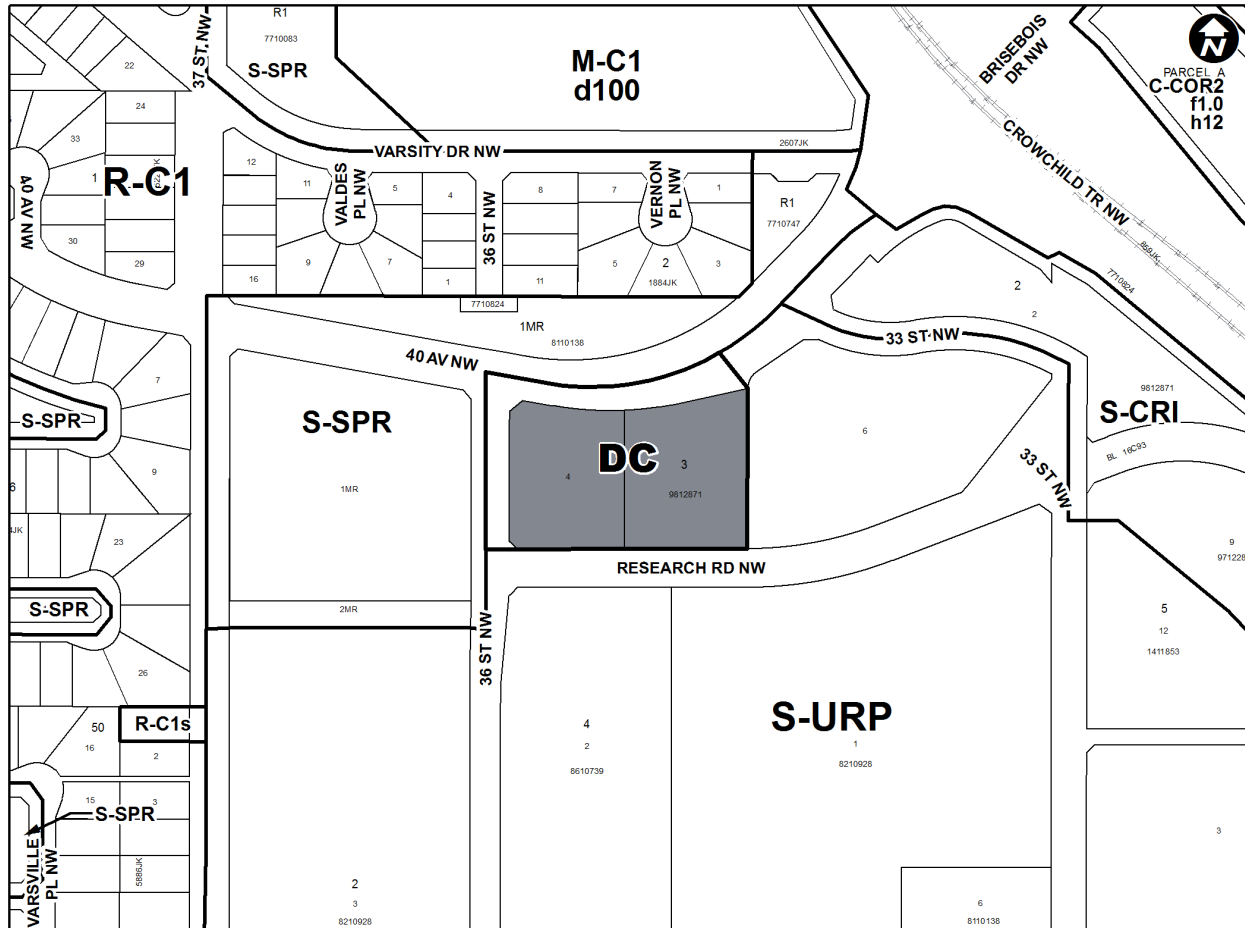 R1
7710083
S-SPR
37 ST NW
22
M-C1
d100
BRISEBOIS
DR NW
N
PARCEL A
C-COR2
f1.0
h12
CROWCHILD TR NW
859JK
7710824
24
33
1
R-C1
40 AV NW
30
29
VARSITY DR NW
2607JK
12
11
VALDES
PL NW
5
4
36 ST NW
8
7
VERNON
PL NW
1
R1
7710747
16
9
7
1
11
5
2
3
1884JK
7710824
1MR
8110138
40 AV NW
33 ST NW
2
2
7
S-SPR
9
6
S-SPR
1MR
2MR
DC
4
3
9812871
6
33 ST NW
9812871
S-CRI
BL 16C93
9
971228
4JK
23
S-SPR
26
RESEARCH RD NW
36 ST NW
5
12
1411853
50
16
R-C1s
2
15
3
S-SPR
VARSVILLE
PL NW
5886JK
S-URP
4
2
8610739
1
8210928
2
3
8210928
6
8110138
3